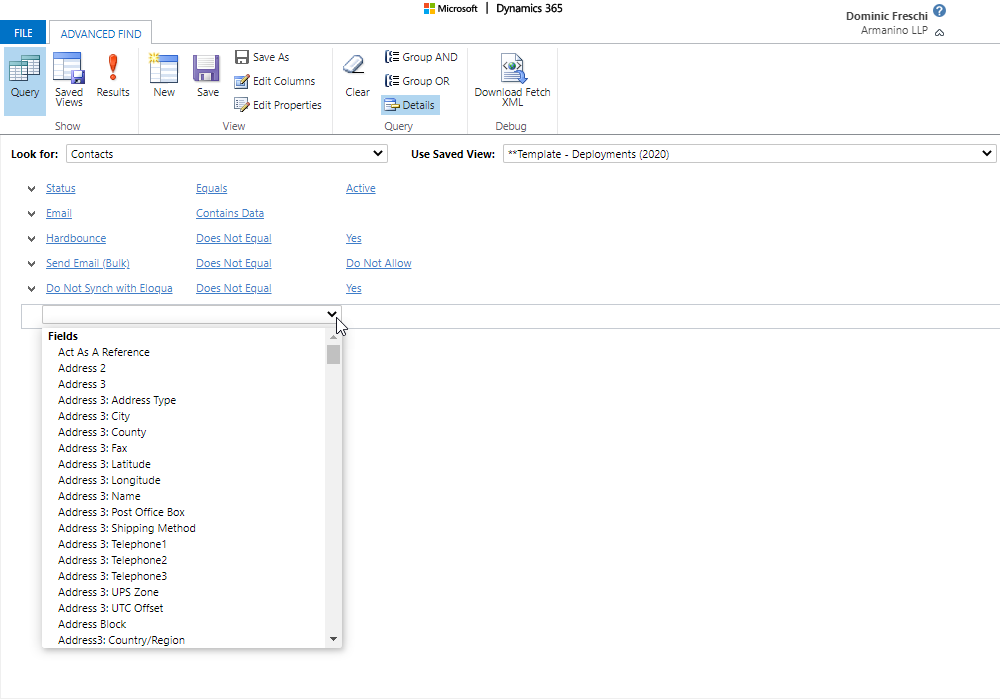 Microsoft | Dynamics 365
Dominic Freschi
Armanino LLP
FILE
ADVANCED FIND
Query
Saved Views
Results
Show
New
Save
Save As
Edit Columns
Edit Properties
View
Clear
Group AND
Group OR
Details
Query
Download Fetch XML
Debug
Look for: Contacts Use Saved View: **Template - Deployments (2020)
Status Equals Active
Email Contains Data
Hardbounce Does Not Equal Yes
Send Email (Bulk) Does Not Equal Do Not Allow
Do Not Synch with Eloqua Does Not Equal Yes
Fields
Act As A Reference
Address 2
Address 3
Address 3: Address Type
Address 3: City
Address 3: County
Address 3: Fax
Address 3: Latitude
Address 3: Longitude
Address 3: Name
Address 3: Post Office Box
Address 3: Shipping Method
Address 3: Telephone1
Address 3: Telephone2
Address 3: Telephone3
Address 3: UPS Zone
Address 3: UTC Offset
Address Block
Address3: Country/Region